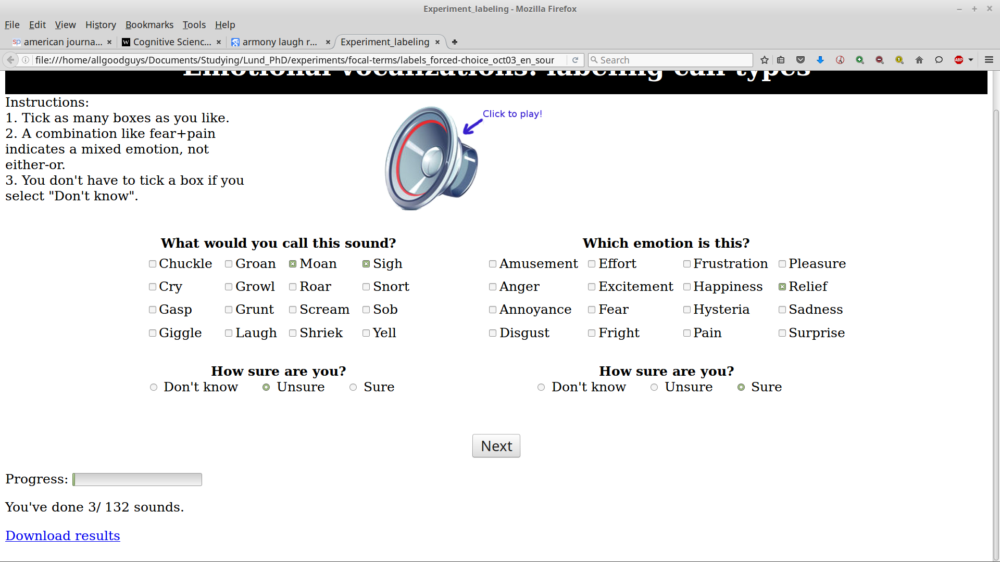 Experiment_labeling - Mozilla Firefox
File Edit View History Bookmarks Tools Help
american journa... Cognitive Scienc... armony laugh r... Experiment_labeling
file:///home/allgoodguys/Documents/Studying/Lund_PhD/experiments/focal-terms/labels_forced-choice_oct03_en_sour Search ABP
Emotional vocalizations: labeling call types
Instructions:
1. Tick as many boxes as you like.
2. A combination like fear+pain
indicates a mixed emotion, not
either-or.
3. You don't have to tick a box if you
select "Don't know".
Click to play!
What would you call this sound?
Chuckle Groan Moan Sigh
Cry Growl Roar Snort
Gasp Grunt Scream Sob
Giggle Laugh Shriek Yell
How sure are you?
Don't know Unsure Sure
Which emotion is this?
Amusement Effort Frustration Pleasure
Anger Excitement Happiness Relief
Annoyance Fear Hysteria Sadness
Disgust Fright Pain Surprise
How sure are you?
Don't know Unsure Sure
Next
Progress:
You've done 3/ 132 sounds.
Download results